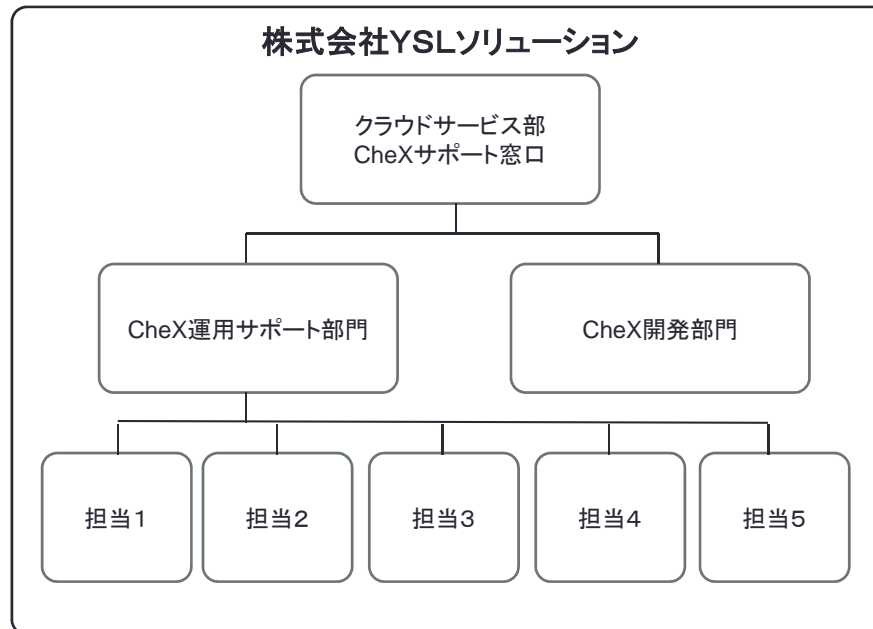 株式会社YSLソリューション
クラウドサービス部
CheXサポート窓口
CheX運用サポート部門
CheX開発部門
担当1
担当2
担当3
担当4
担当5